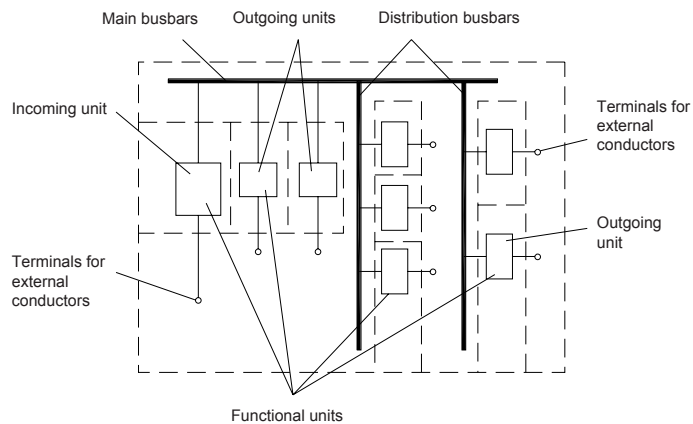 Main busbars
Outgoing units
Distribution busbars
Incoming unit
Terminals for
external
conductors
Outgoing
unit
Terminals for
external
conductors
Functional units